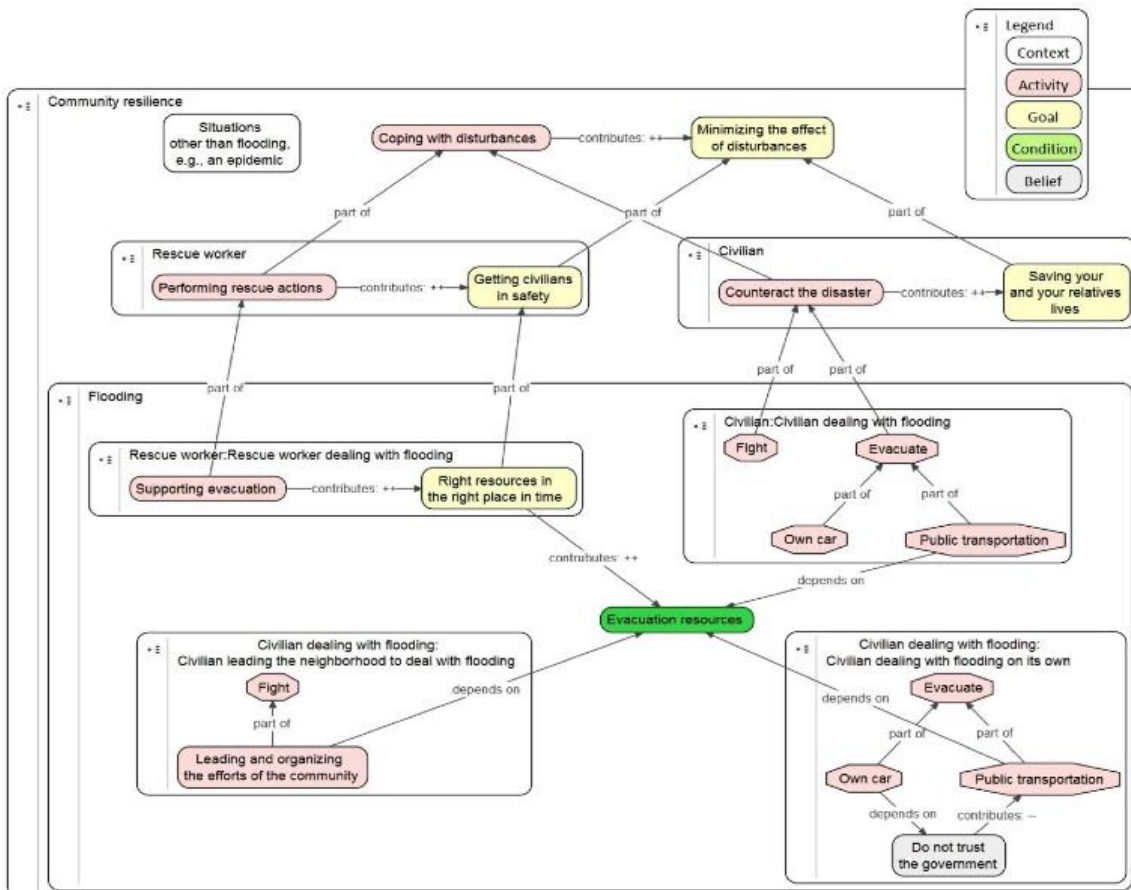 Legend
Context
Activity
Goal
Condition
Belief
Community resilience
Situations
other than flooding,
e.g., an epidemic
Coping with disturbances
contributes: ++
Minimizing the effect
of disturbances
part of
part of
part of
Rescue worker
Performing rescue actions
contributes: ++
Getting civilians
in safety
Civilian
Counteract the disaster
contributes: ++
Saving your
and your relatives
lives
part of
part of
part of
part of
Flooding
Rescue worker:Rescue worker dealing with flooding
Supporting evacuation
contributes: ++
Right resources in
the right place in time
Civilian:Civilian dealing with flooding
Fight
Evacuate
part of
part of
Own car
Public transportation
contrubutes: ++
depends on
Evacuation resources
Civilian dealing with flooding:
Civilian leading the neighborhood to deal with flooding
Fight
part of
depends on
Leading and organizing
the efforts of the community
Civilian dealing with flooding:
Civilian dealing with flooding on its own
depends on
Evacuate
part of
part of
Own car
Public transportation
depends on
contributes: --
Do not trust
the government